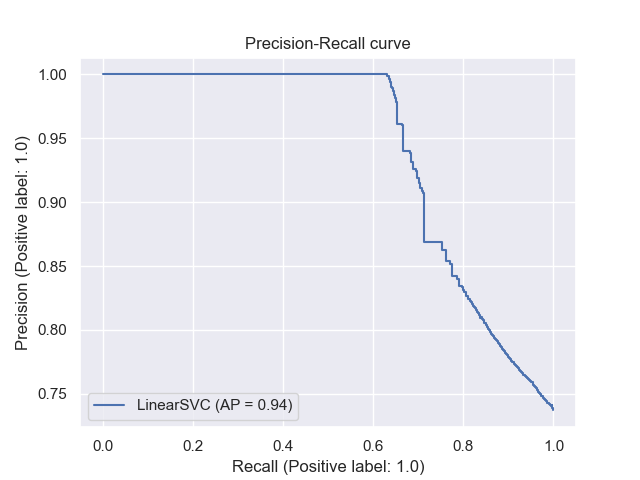 Precision-Recall curve
1.00
0.95
0.90
0.85
0.80
0.75
Precision (Positive label: 1.0)
LinearSVC (AP = 0.94)
0.0 0.2 0.4 0.6 0.8 1.0
Recall (Positive label: 1.0)